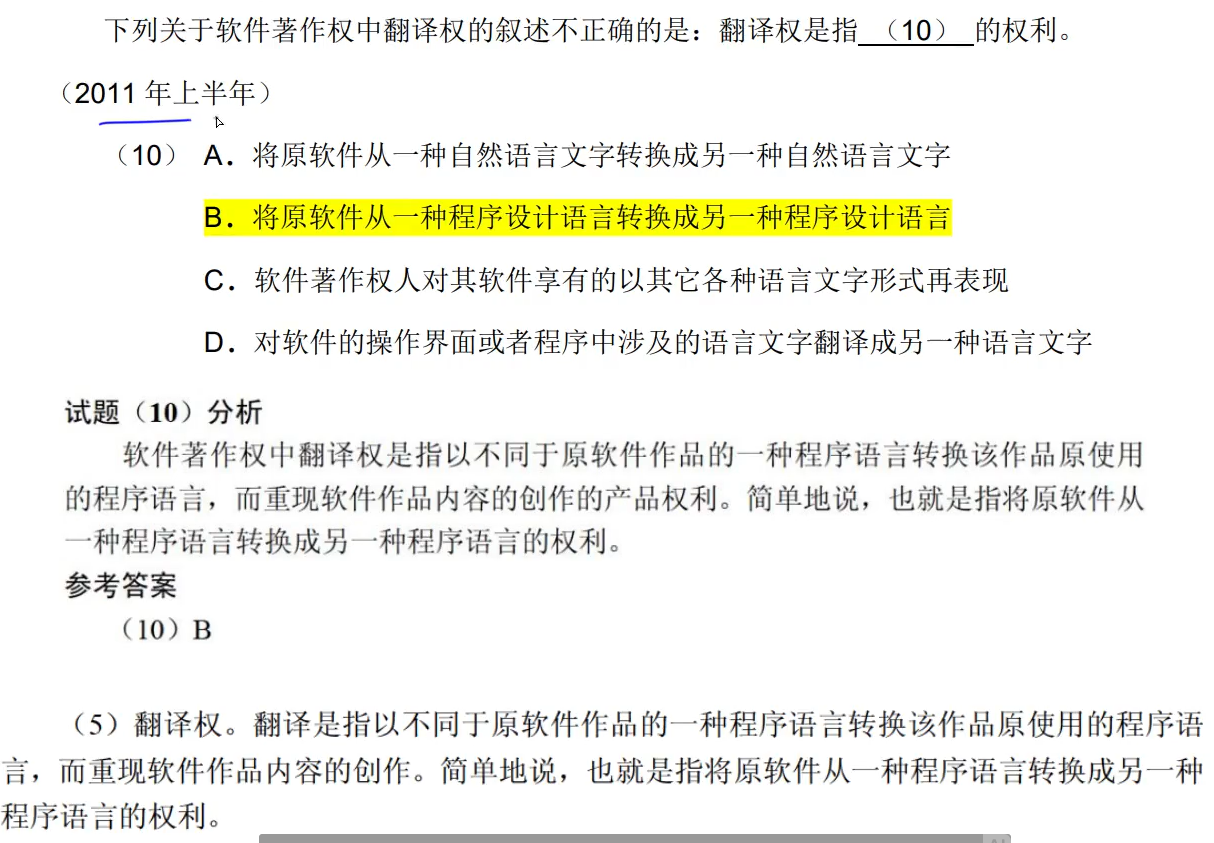 下列关于软件著作权中翻译权的叙述不正确的是：翻译权是指 （10） 的权利。
（2011 年上半年）
（10） A．将原软件从一种自然语言文字转换成另一种自然语言文字
B．将原软件从一种程序设计语言转换成另一种程序设计语言
C．软件著作权人对其软件享有的以其它各种语言文字形式再表现
D．对软件的操作界面或者程序中涉及的语言文字翻译成另一种语言文字
试题（10）分析
软件著作权中翻译权是指以不同于原软件作品的一种程序语言转换该作品原使用
的程序语言，而重现软件作品内容的创作的产品权利。简单地说，也就是指将原软件从
一种程序语言转换成另一种程序语言的权利。
参考答案
（10）B
（5）翻译权。翻译是指以不同于原软件作品的一种程序语言转换该作品原使用的程序语
言，而重现软件作品内容的创作。简单地说，也就是指将原软件从一种程序语言转换成另一种
程序语言的权利。